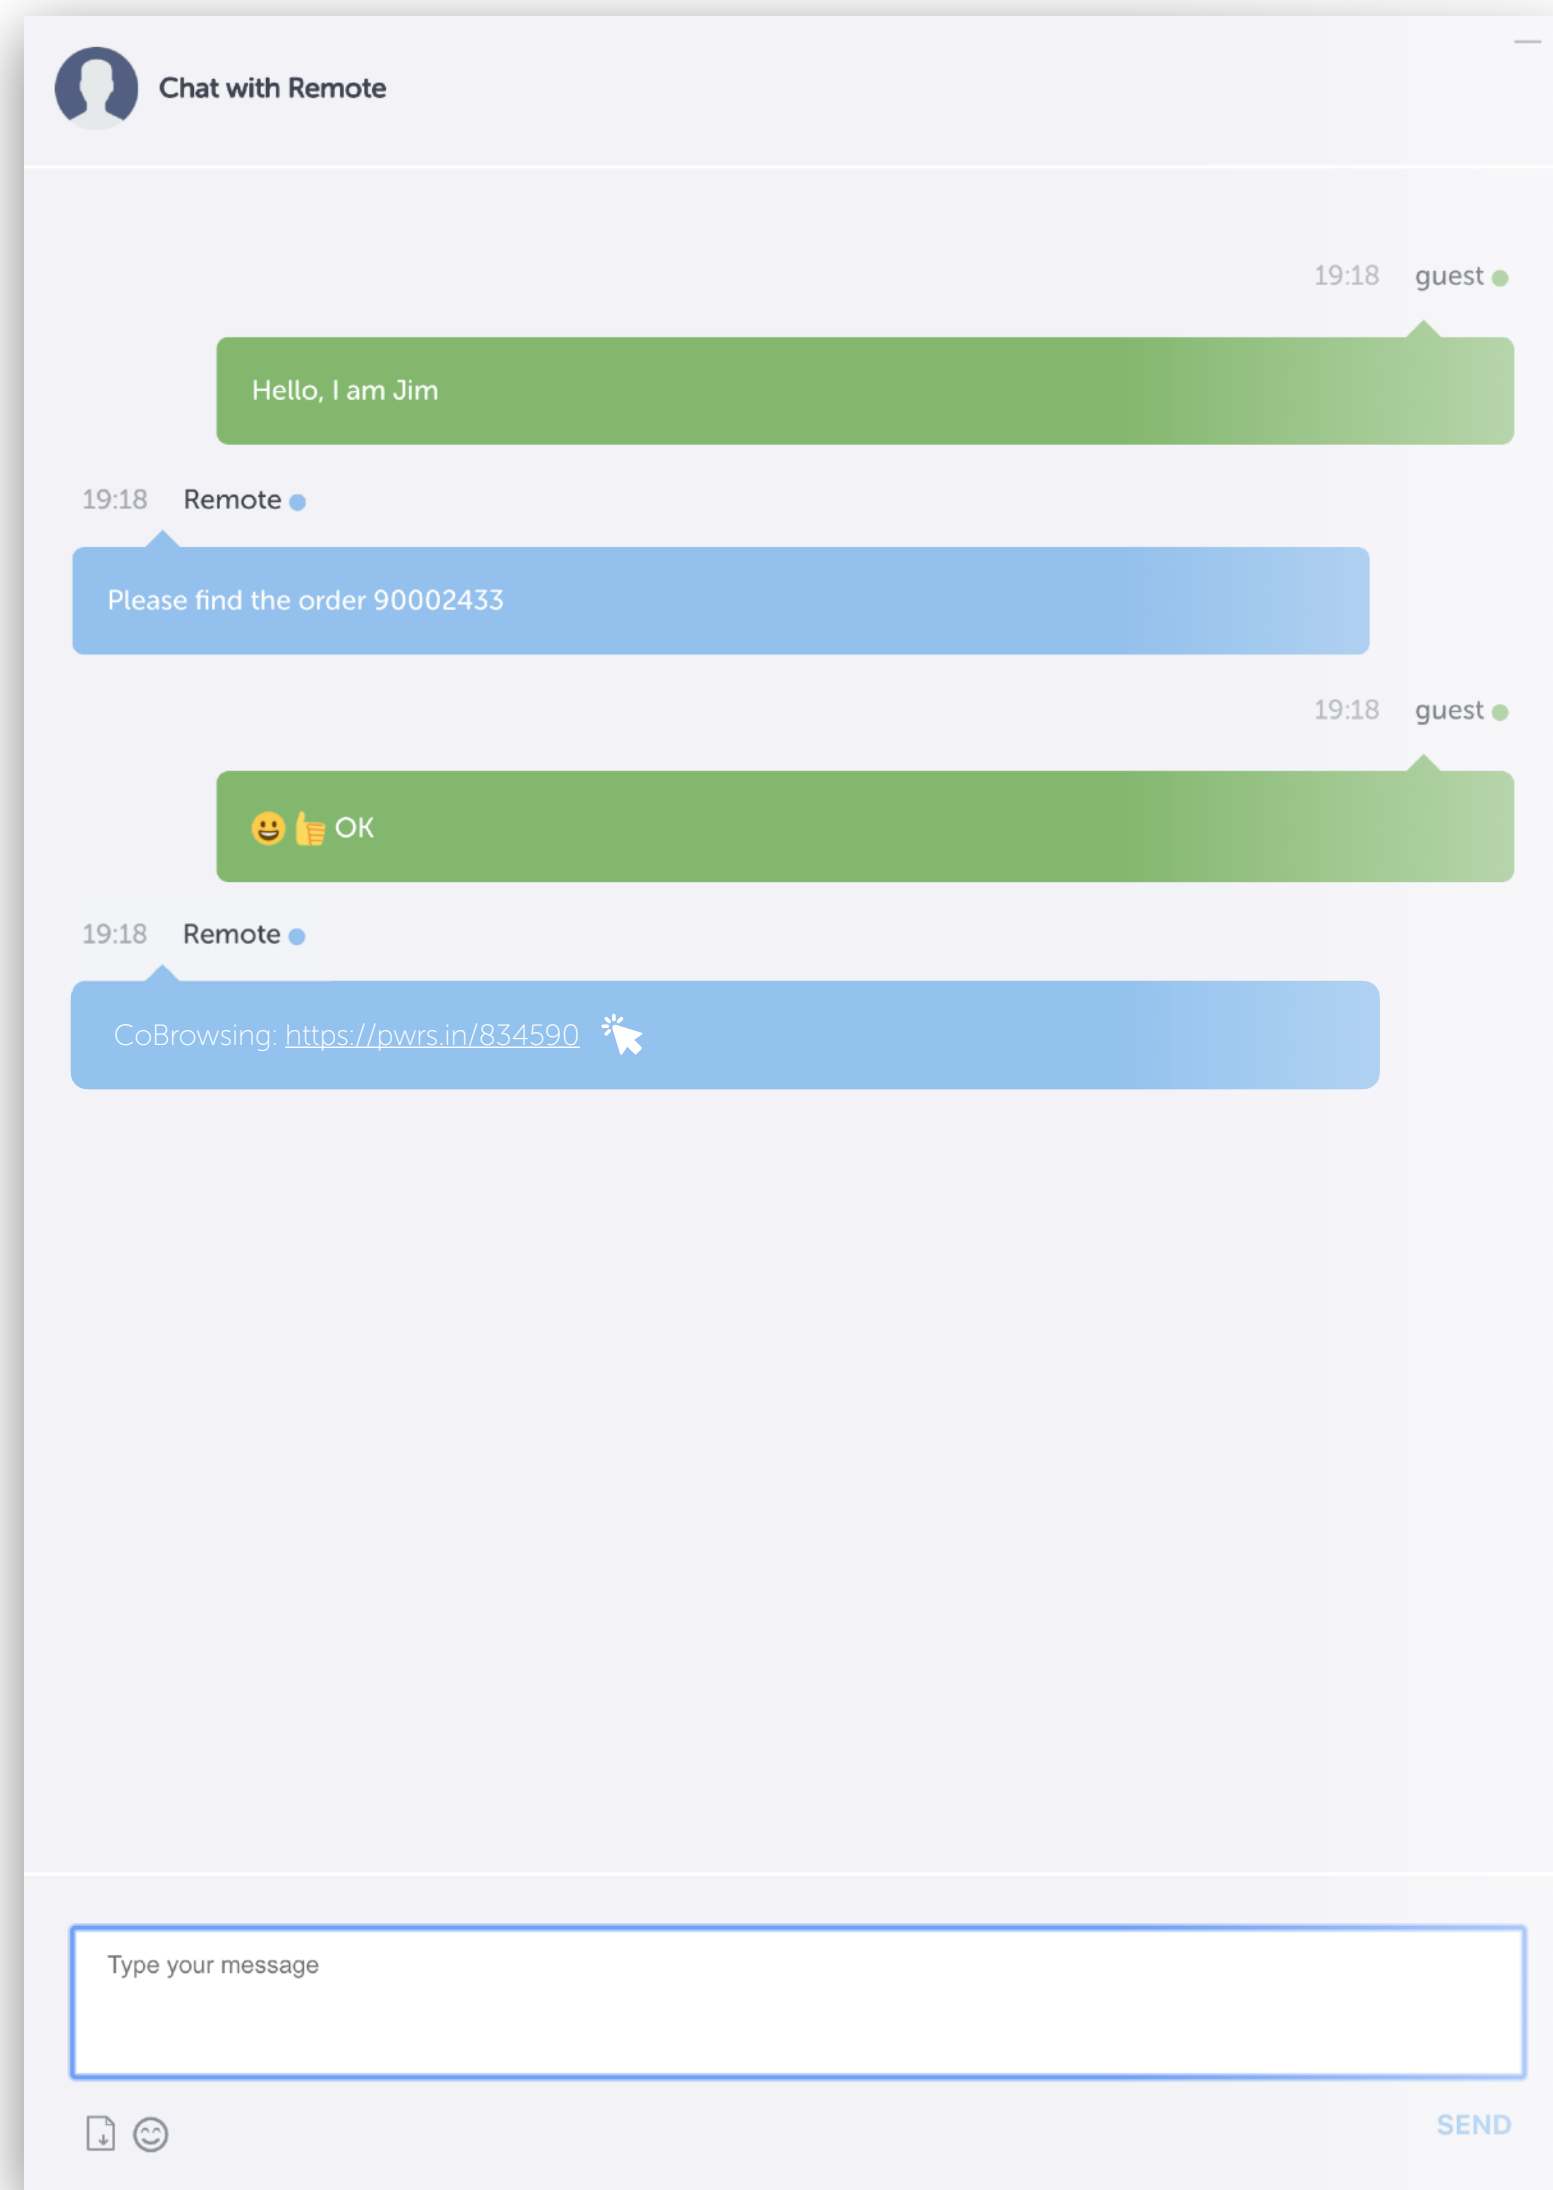 Chat with Remote
19:18 guest
Hello, I am Jim
19:18 Remote
Please find the order 90002433
19:18 guest
😀👍 OK
19:18 Remote
CoBrowsing: https://pwrs.in/834590
Type your message
SEND